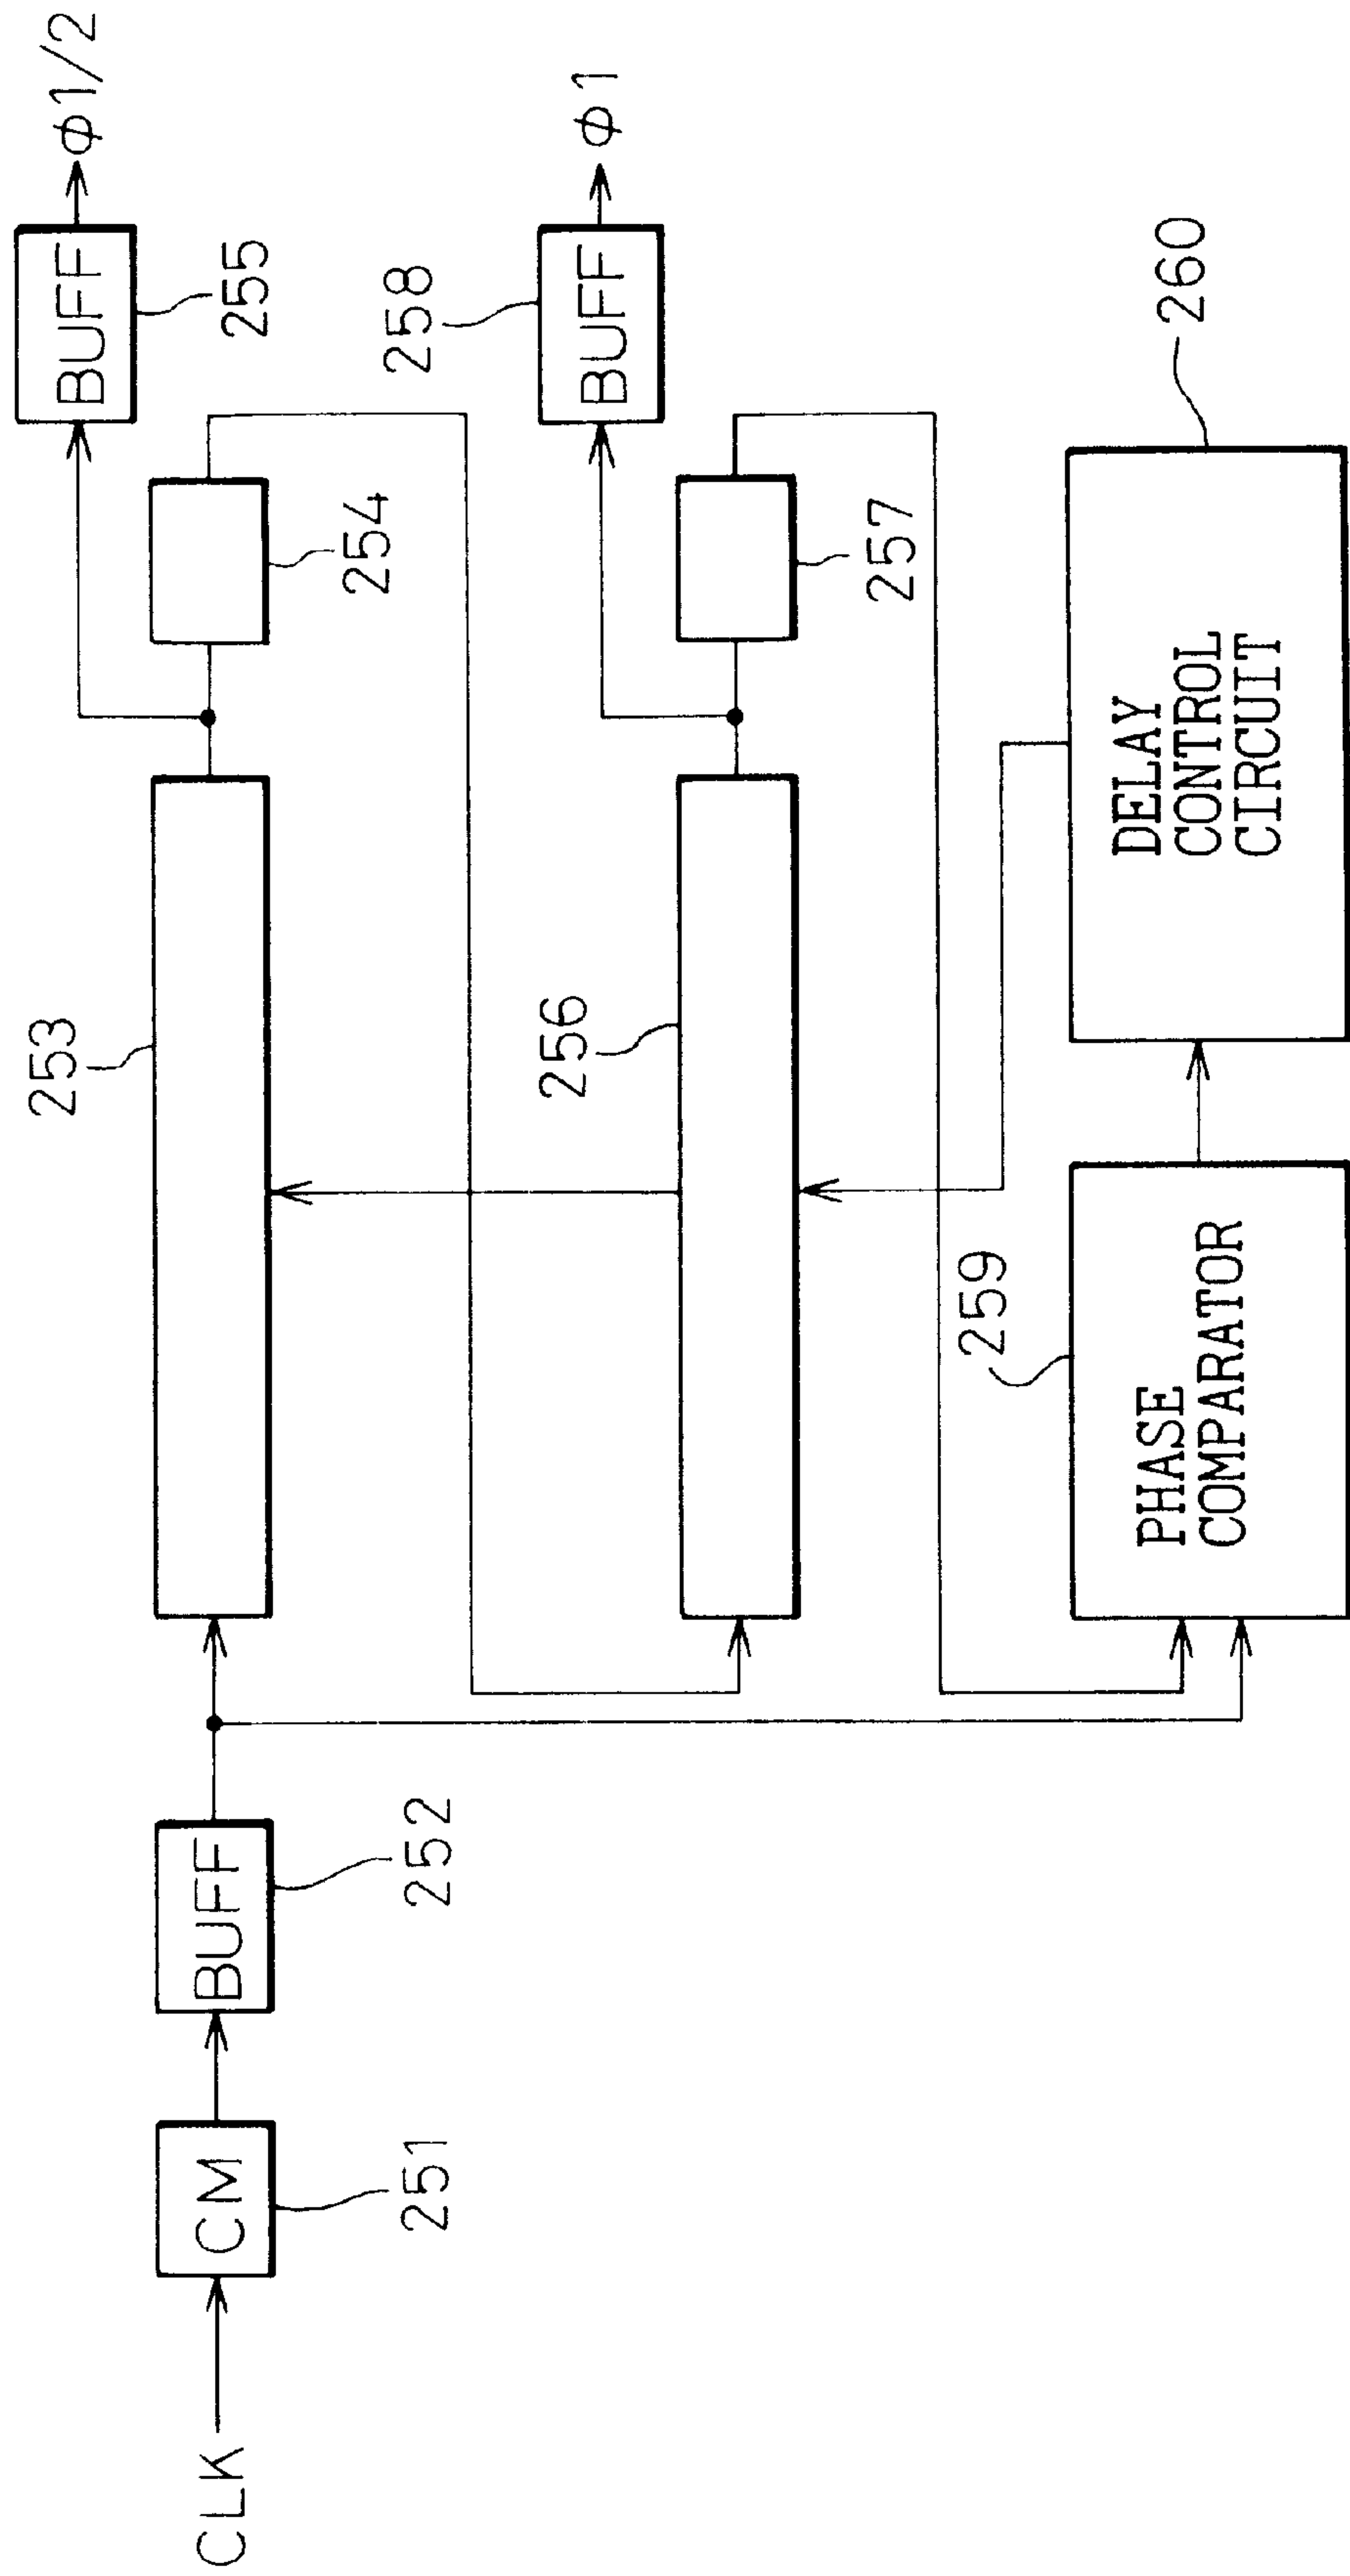 CLK
CM
251
BUFF
252
253
254
BUFF
255
φ1/2
256
257
BUFF
258
φ1
PHASE
COMPARATOR
259
DELAY
CONTROL
CIRCUIT
260